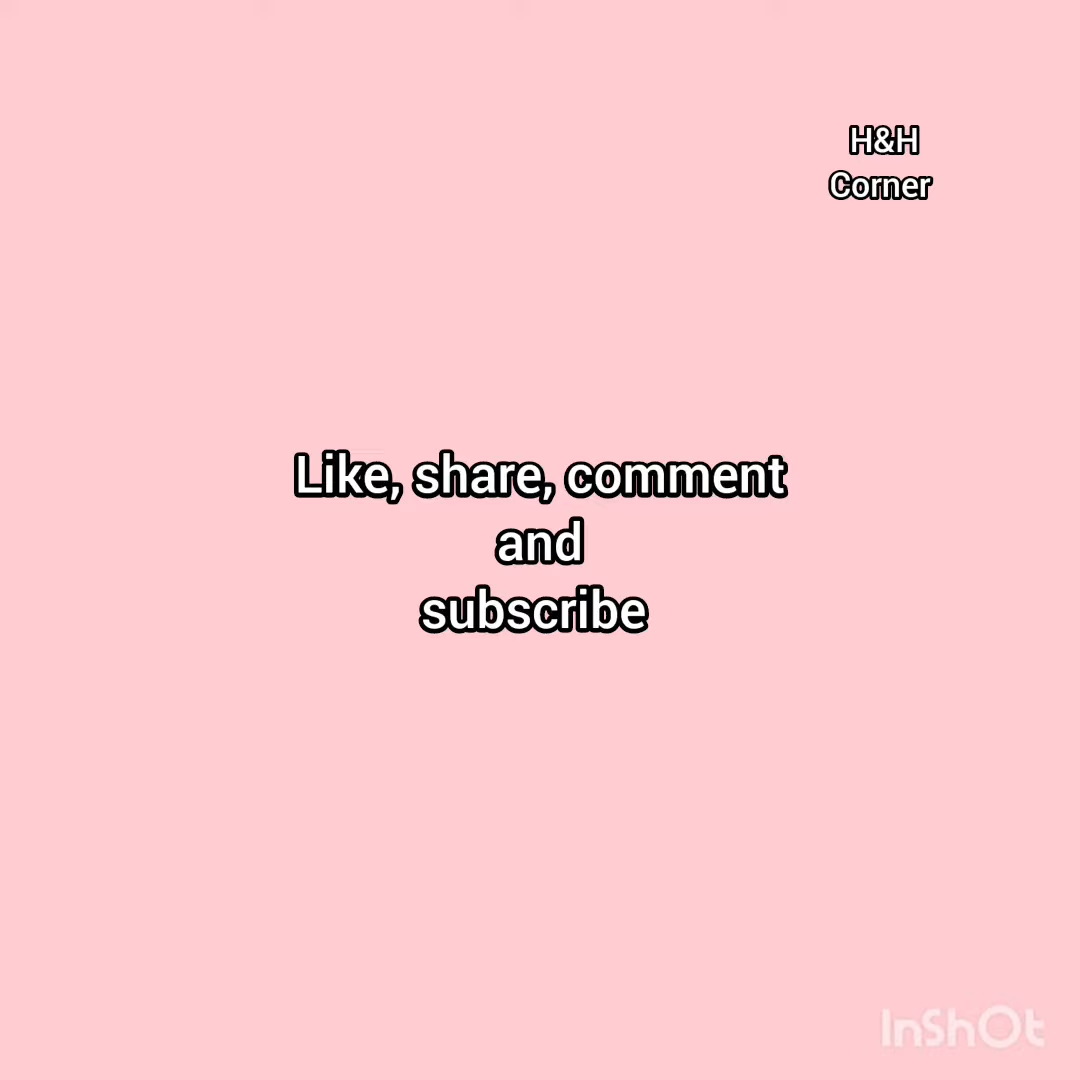 H&H
Corner
Like, share, comment
and
subscribe
InShOt